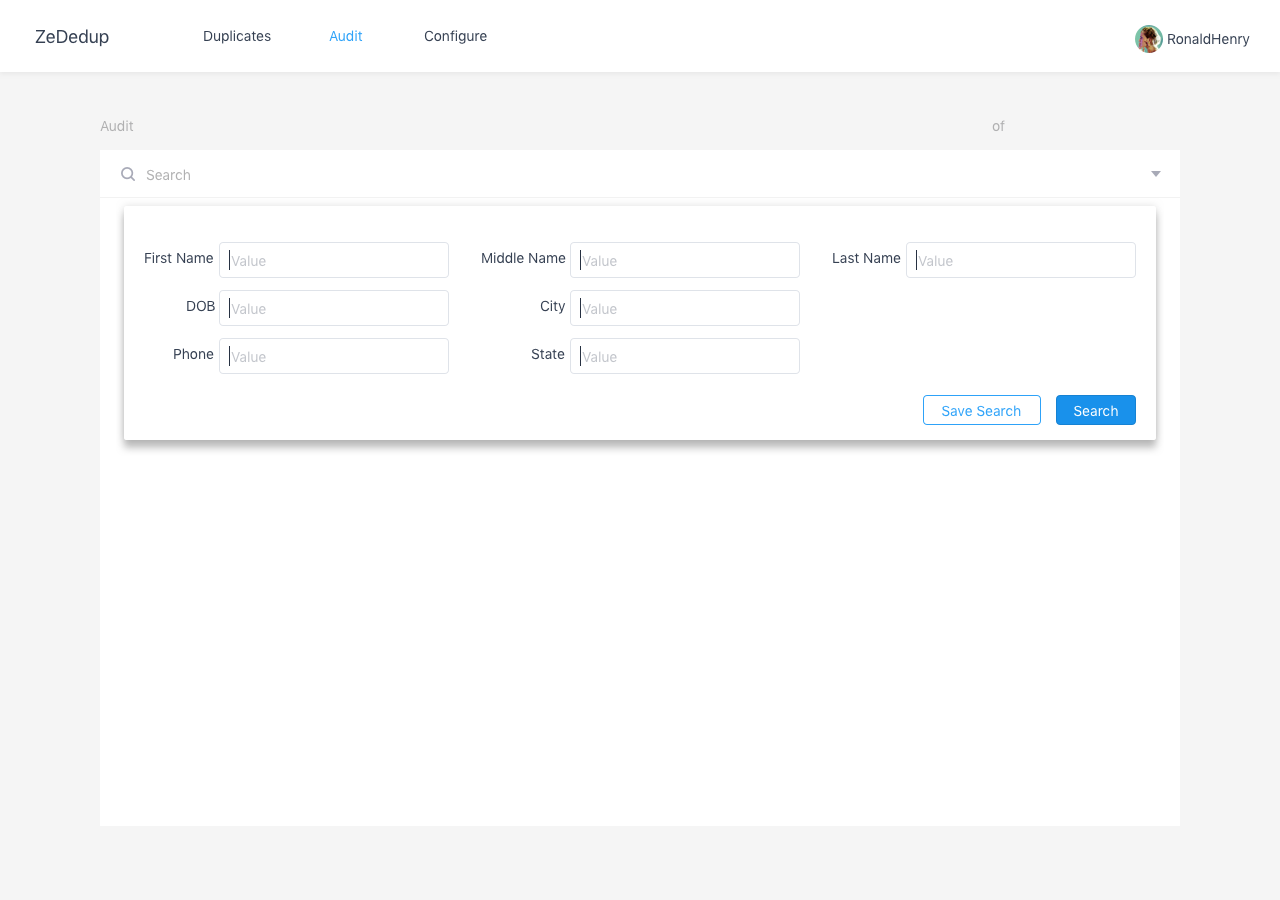 ZeDedup Duplicates Audit Configure RonaldHenry
Audit of
Search
First Name Value Middle Name Value Last Name Value
DOB Value City Value
Phone Value State Value
Save Search Search